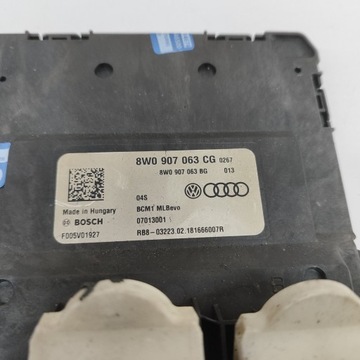 8W0 907 063 CG 0267
8W0 907 063 BG 013
04S
BCM1 MLBevo
07013001
RB8-03223.02.181666007R
Made in Hungary
BOSCH
F005V01927